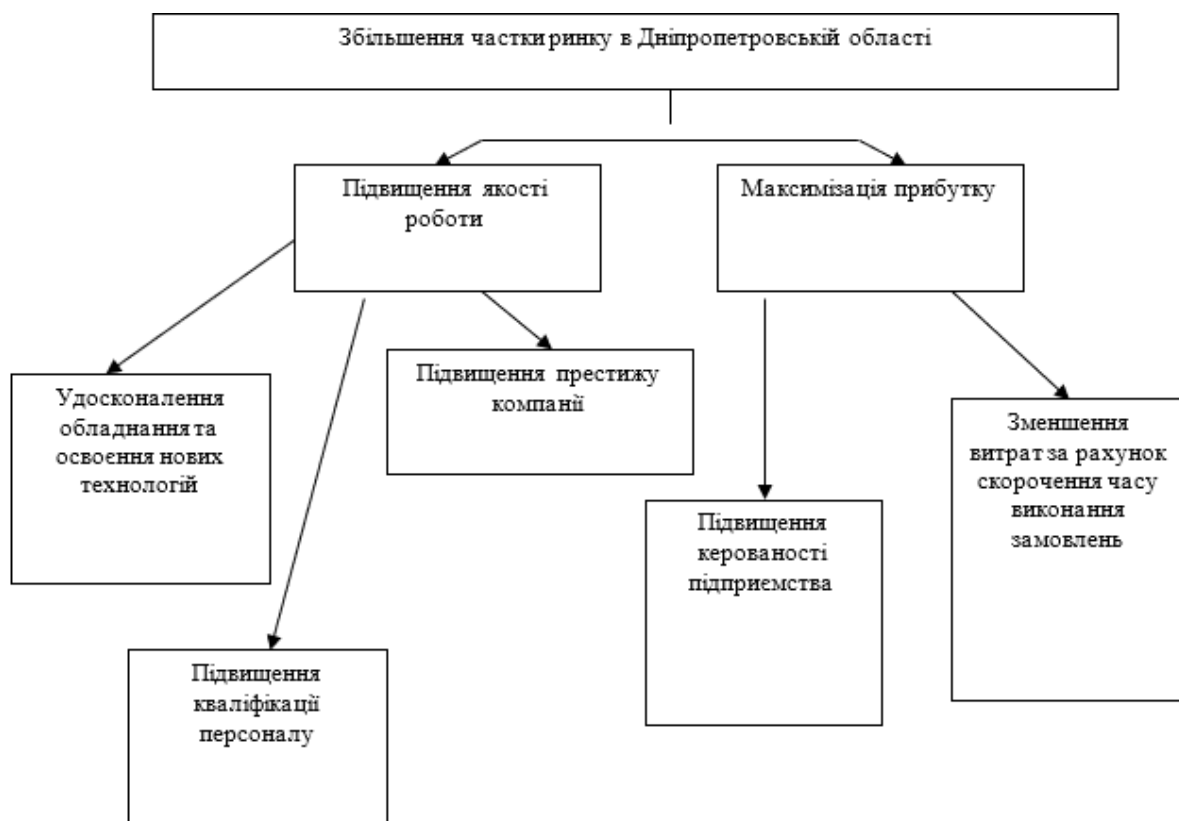 Збільшення частки ринку в Дніпропетровській області
Підвищення якості
роботи
Максимізація прибутку
Удосконалення
обладнання та
освоєння нових
технологій
Підвищення престижу
компанії
Зменшення
витрат за рахунок
скорочення часу
виконання
замовлень
Підвищення
керованості
підприємства
Підвищення
кваліфікації
персоналу